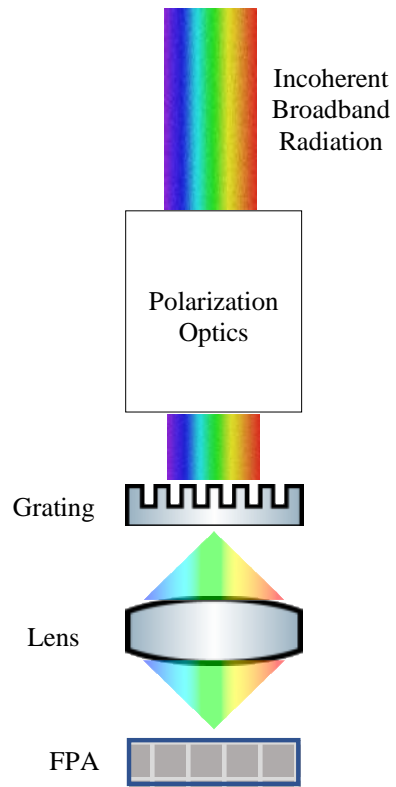 Incoherent
Broadband
Radiation
Polarization
Optics
Grating
Lens
FPA